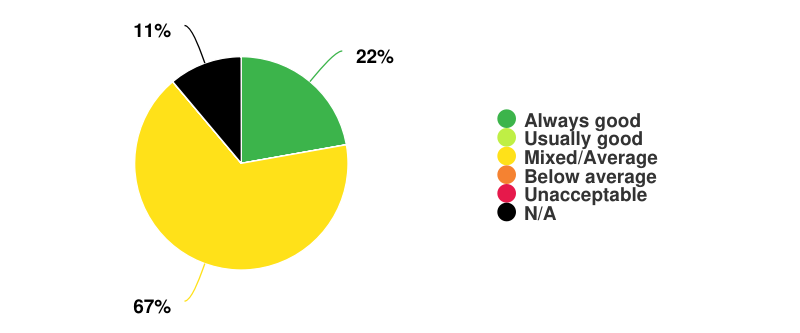 11%
22%
67%
Always good
Usually good
Mixed/Average
Below average
Unacceptable
N/A